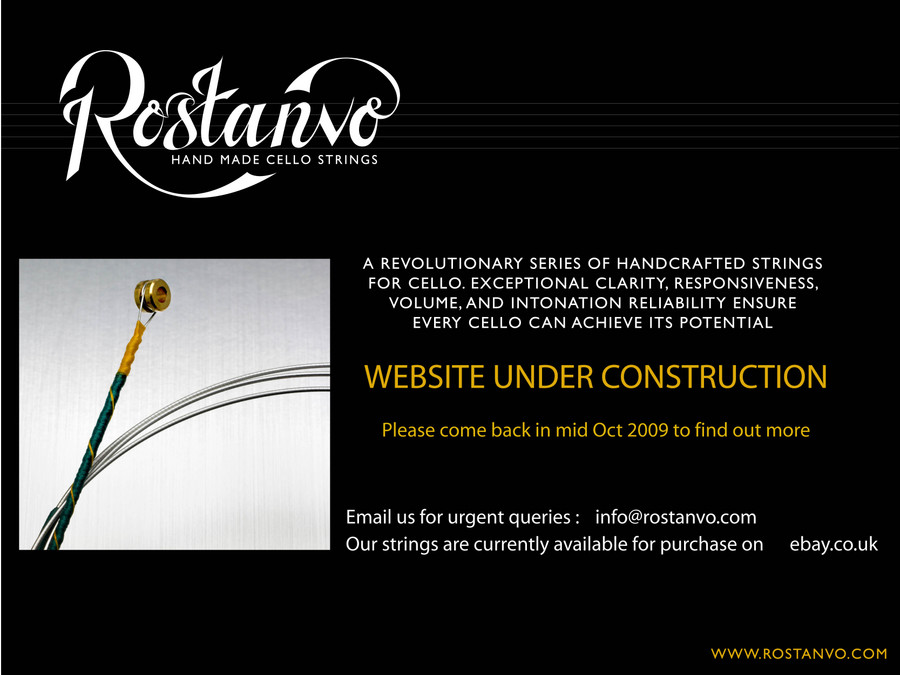 Rostanvo
HAND MADE CELLO STRINGS
A REVOLUTIONARY SERIES OF HANDCRAFTED STRINGS
FOR CELLO. EXCEPTIONAL CLARITY, RESPONSIVENESS,
VOLUME, AND INTONATION RELIABILITY ENSURE
EVERY CELLO CAN ACHIEVE ITS POTENTIAL
WEBSITE UNDER CONSTRUCTION
Please come back in mid Oct 2009 to find out more
Email us for urgent queries : info@rostanvo.com
Our strings are currently available for purchase on ebay.co.uk
WWW.ROSTANVO.COM